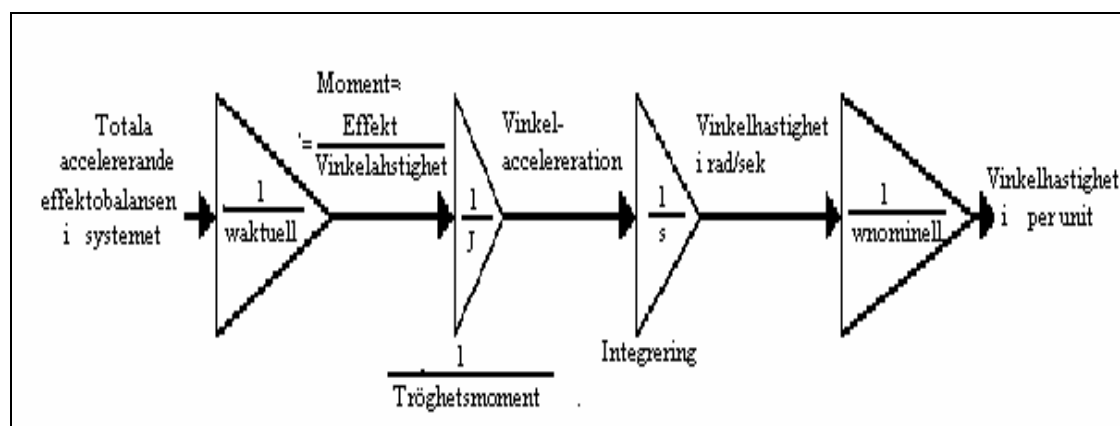 Totala
accelererande
effektobalansen
i systemet
1
waktuell
Moment=
'= Effekt
Vinkelahstighet
1
J
1
Tröghetsmoment .
Vinkel-
accelereration
1
s
Integrering
Vinkelhastighet
i rad/sek
1
wnominell
Vinkelhastighet
i per unit